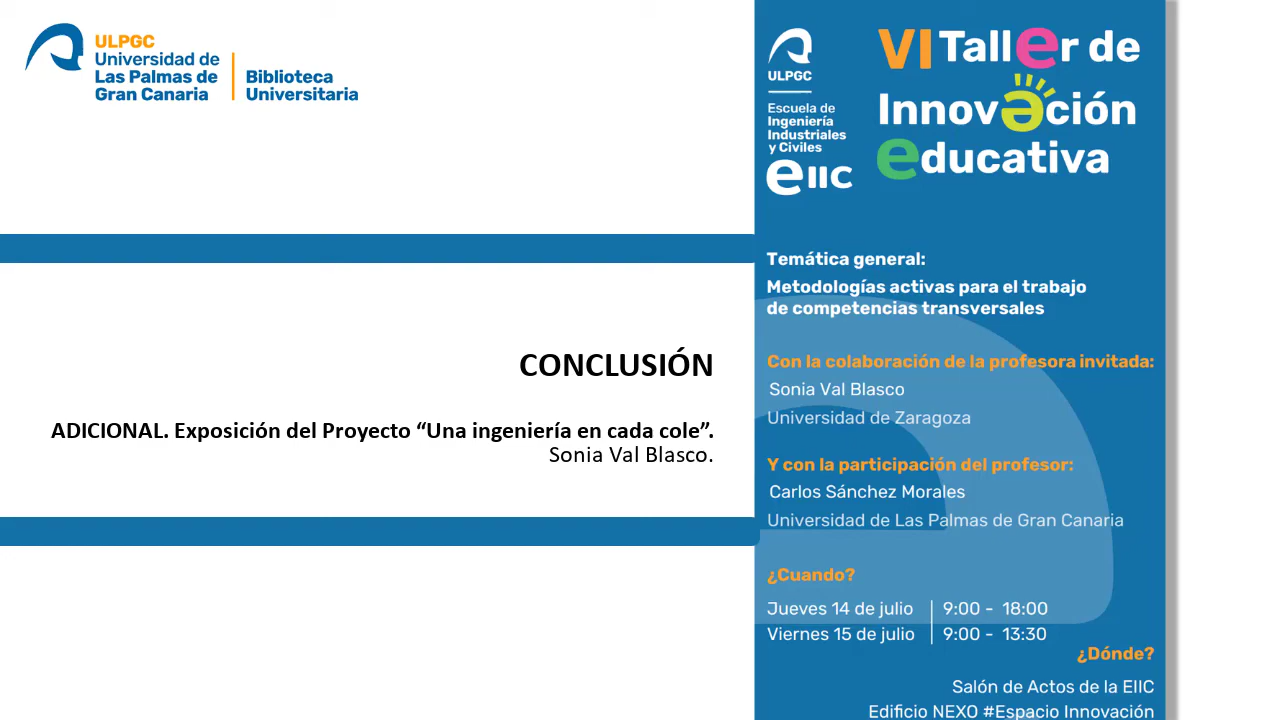 ULPGC
Universidad de
Las Palmas de
Gran Canaria
Biblioteca
Universitaria
CONCLUSIÓN
ADICIONAL. Exposición del Proyecto “Una ingeniería en cada cole”.
Sonia Val Blasco.
ULPGC
Escuela de
Ingeniería
Industriales
y Civiles
eIIC
VI Taller de
Innovación
educativa
Temática general:
Metodologías activas para el trabajo
de competencias transversales
Con la colaboración de la profesora invitada:
Sonia Val Blasco
Universidad de Zaragoza
Y con la participación del profesor:
Carlos Sánchez Morales
Universidad de Las Palmas de Gran Canaria
¿Cuando?
Jueves 14 de julio 9:00 - 18:00
Viernes 15 de julio 9:00 - 13:30
¿Dónde?
Salón de Actos de la EIIC
Edificio NEXO #Espacio Innovación